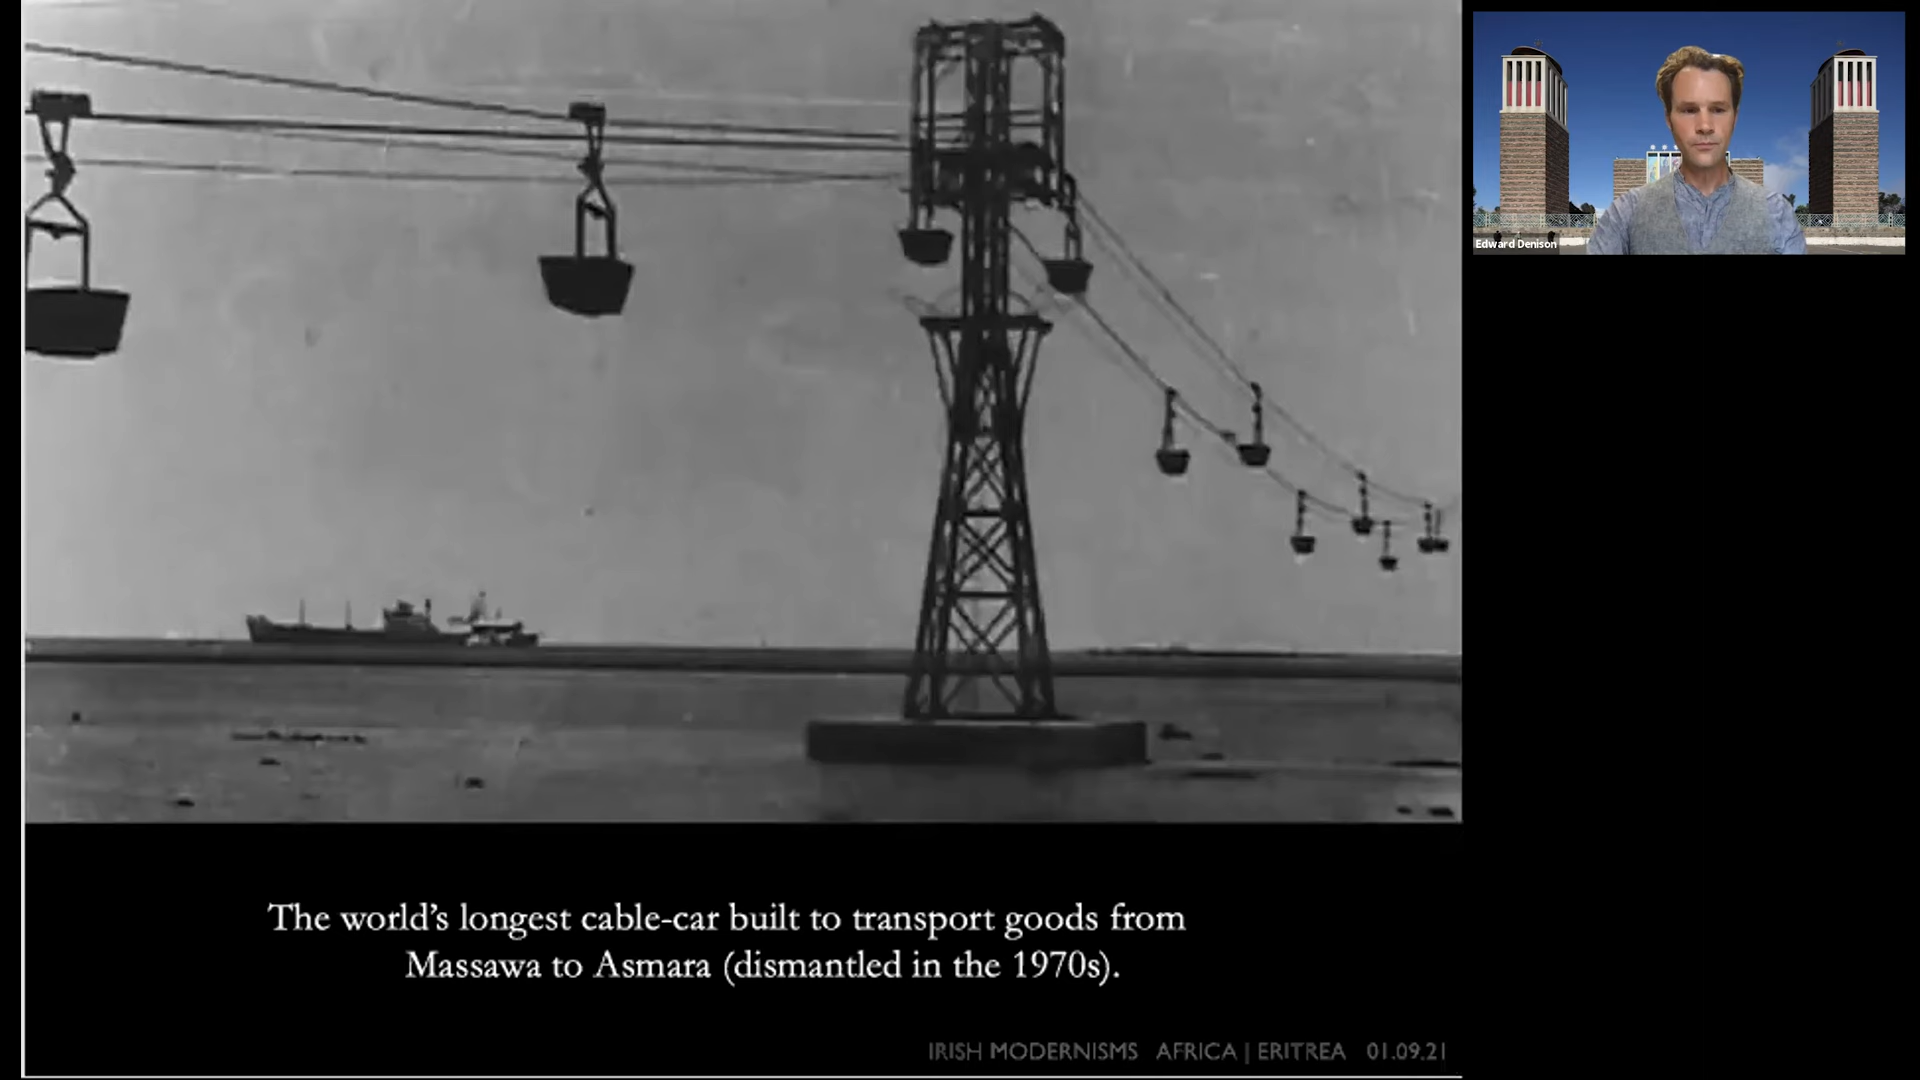 Edward Denison
The world's longest cable-car built to transport goods from
Massawa to Asmara (dismantled in the 1970s).
IRISH MODERNISMS AFRICA | ERITREA 01.09.21